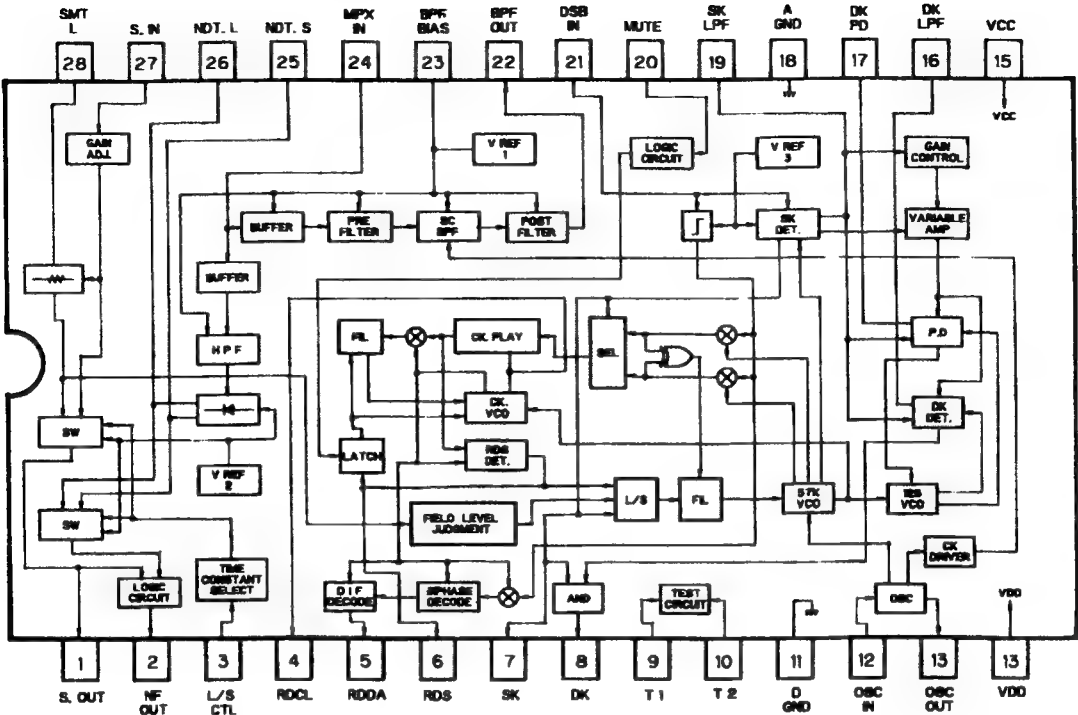 SMT
L
S. IN
NDT. L
NDT. S
MPX
IN
BPF
BIAS
BPF
OUT
DSB
IN
MUTE
SK
LPF
A
GND
DK
PD
DK
LPF
VCC
28
27
26
25
24
23
22
21
20
19
18
17
16
15
VCC
GAIN
ADJ.
V REF
1
LOGIC
CIRCUIT
V REF
3
GAIN
CONTROL
BUFFER
PRE
FILTER
SC
BPF
POST
FILTER
SK
DET.
VARIABLE
AMP
BUFFER
HPF
FIL
CK. PLAY
SEL
P.D
CK.
VCO
DK
DET.
SW
LATCH
RDS
DET.
V REF
2
L/S
FIL
57K
VCO
125
VCO
SW
FIELD LEVEL
JUDGMENT
CK
DRIVER
LOGIC
CIRCUIT
TIME
CONSTANT
SELECT
DIF
DECODE
BPHASE
DECODE
AND
TEST
CIRCUIT
OSC
VDD
1
2
3
4
5
6
7
8
9
10
11
12
13
13
S. OUT
NF
OUT
L/S
CTL
RDCL
RDDA
RDS
SK
DK
T1
T2
D
GND
OSC
IN
OSC
OUT
VDD